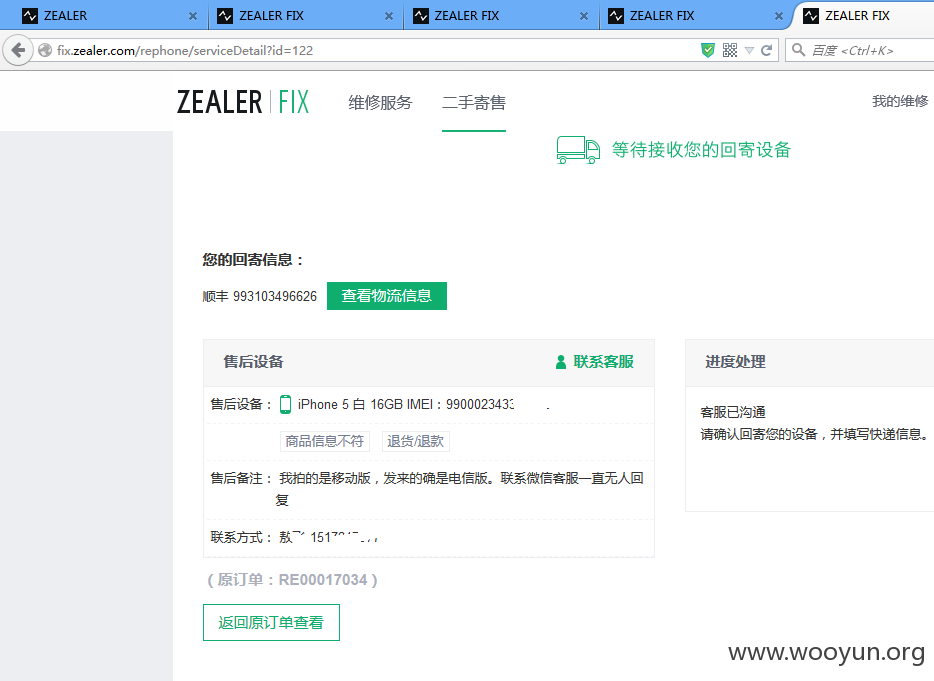 ZEALER
ZEALER FIX
ZEALER FIX
ZEALER FIX
ZEALER FIX
fix.zealer.com/rephone/serviceDetail?id=122
百度 <Ctrl+K>
ZEALER | FIX
维修服务
二手寄售
我的维修
等待接收您的回寄设备
您的回寄信息：
顺丰 993103496626
查看物流信息
售后设备
联系客服
售后设备： iPhone 5 白 16GB IMEI：9900023433
商品信息不符 退货/退款
售后备注： 我拍的是移动版，发来的确是电信版。联系微信客服一直无人回
复
联系方式：
进度处理
客服已沟通
请确认回寄您的设备，并填写快递信息。
（原订单：RE00017034）
返回原订单查看
www.wooyun.org